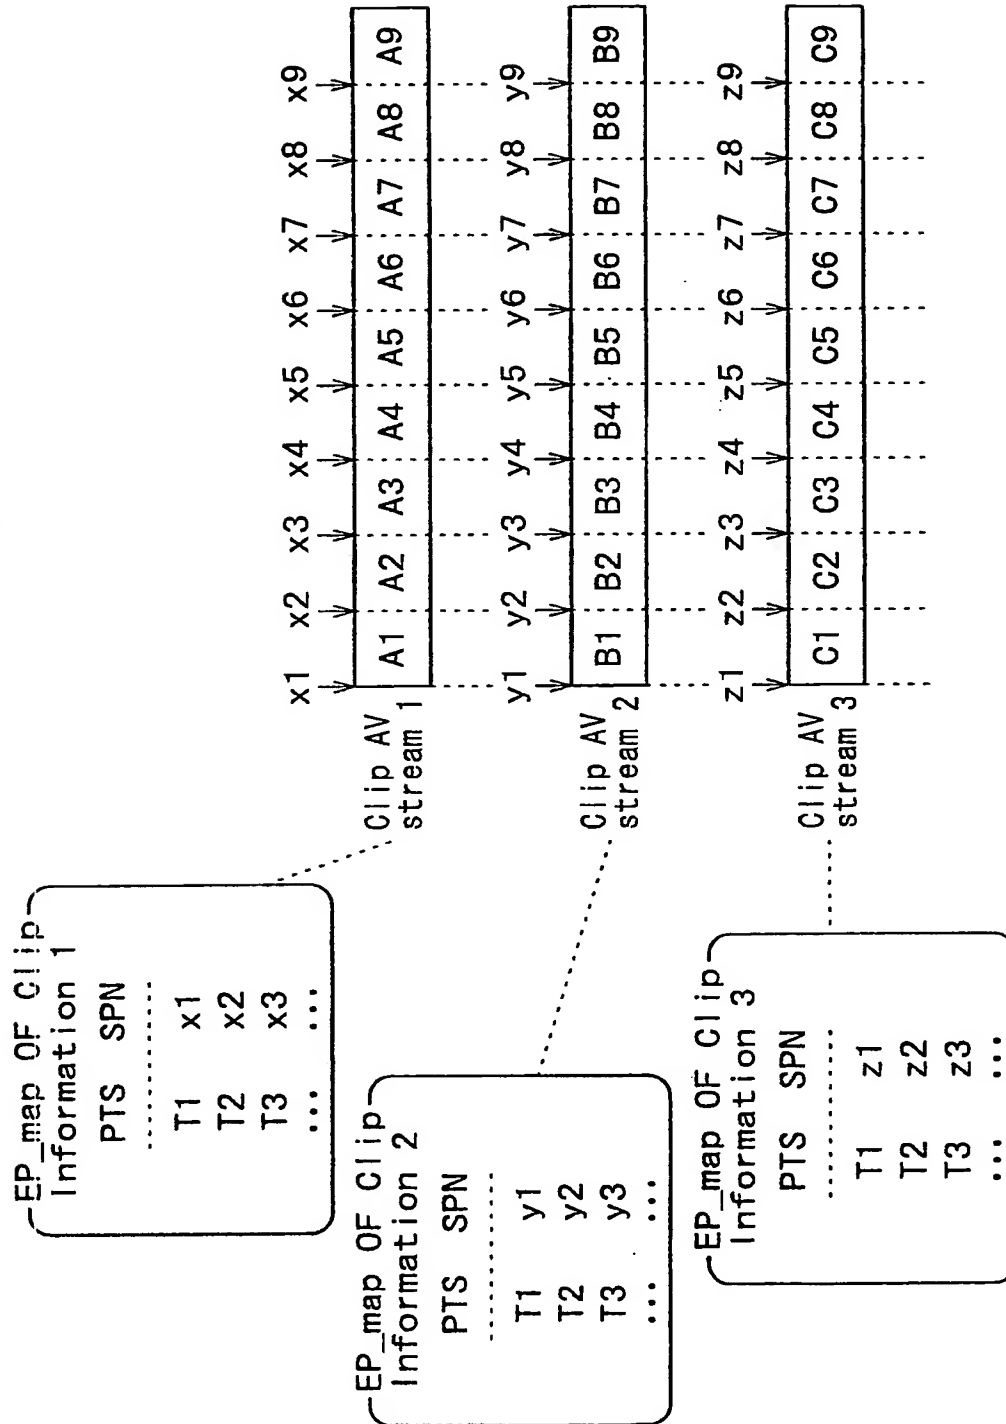 EP_map OF Clip
Information 1
PTS SPN
T1 x1
T2 x2
T3 x3
... ...
EP_map OF Clip
Information 2
PTS SPN
T1 y1
T2 y2
T3 y3
... ...
EP_map OF Clip
Information 3
PTS SPN
T1 z1
T2 z2
T3 z3
... ...
x1 x2 x3 x4 x5 x6 x7 x8 x9
Clip AV
stream 1
A1 A2 A3 A4 A5 A6 A7 A8 A9
y1 y2 y3 y4 y5 y6 y7 y8 y9
Clip AV
stream 2
B1 B2 B3 B4 B5 B6 B7 B8 B9
z1 z2 z3 z4 z5 z6 z7 z8 z9
Clip AV
stream 3
C1 C2 C3 C4 C5 C6 C7 C8 C9